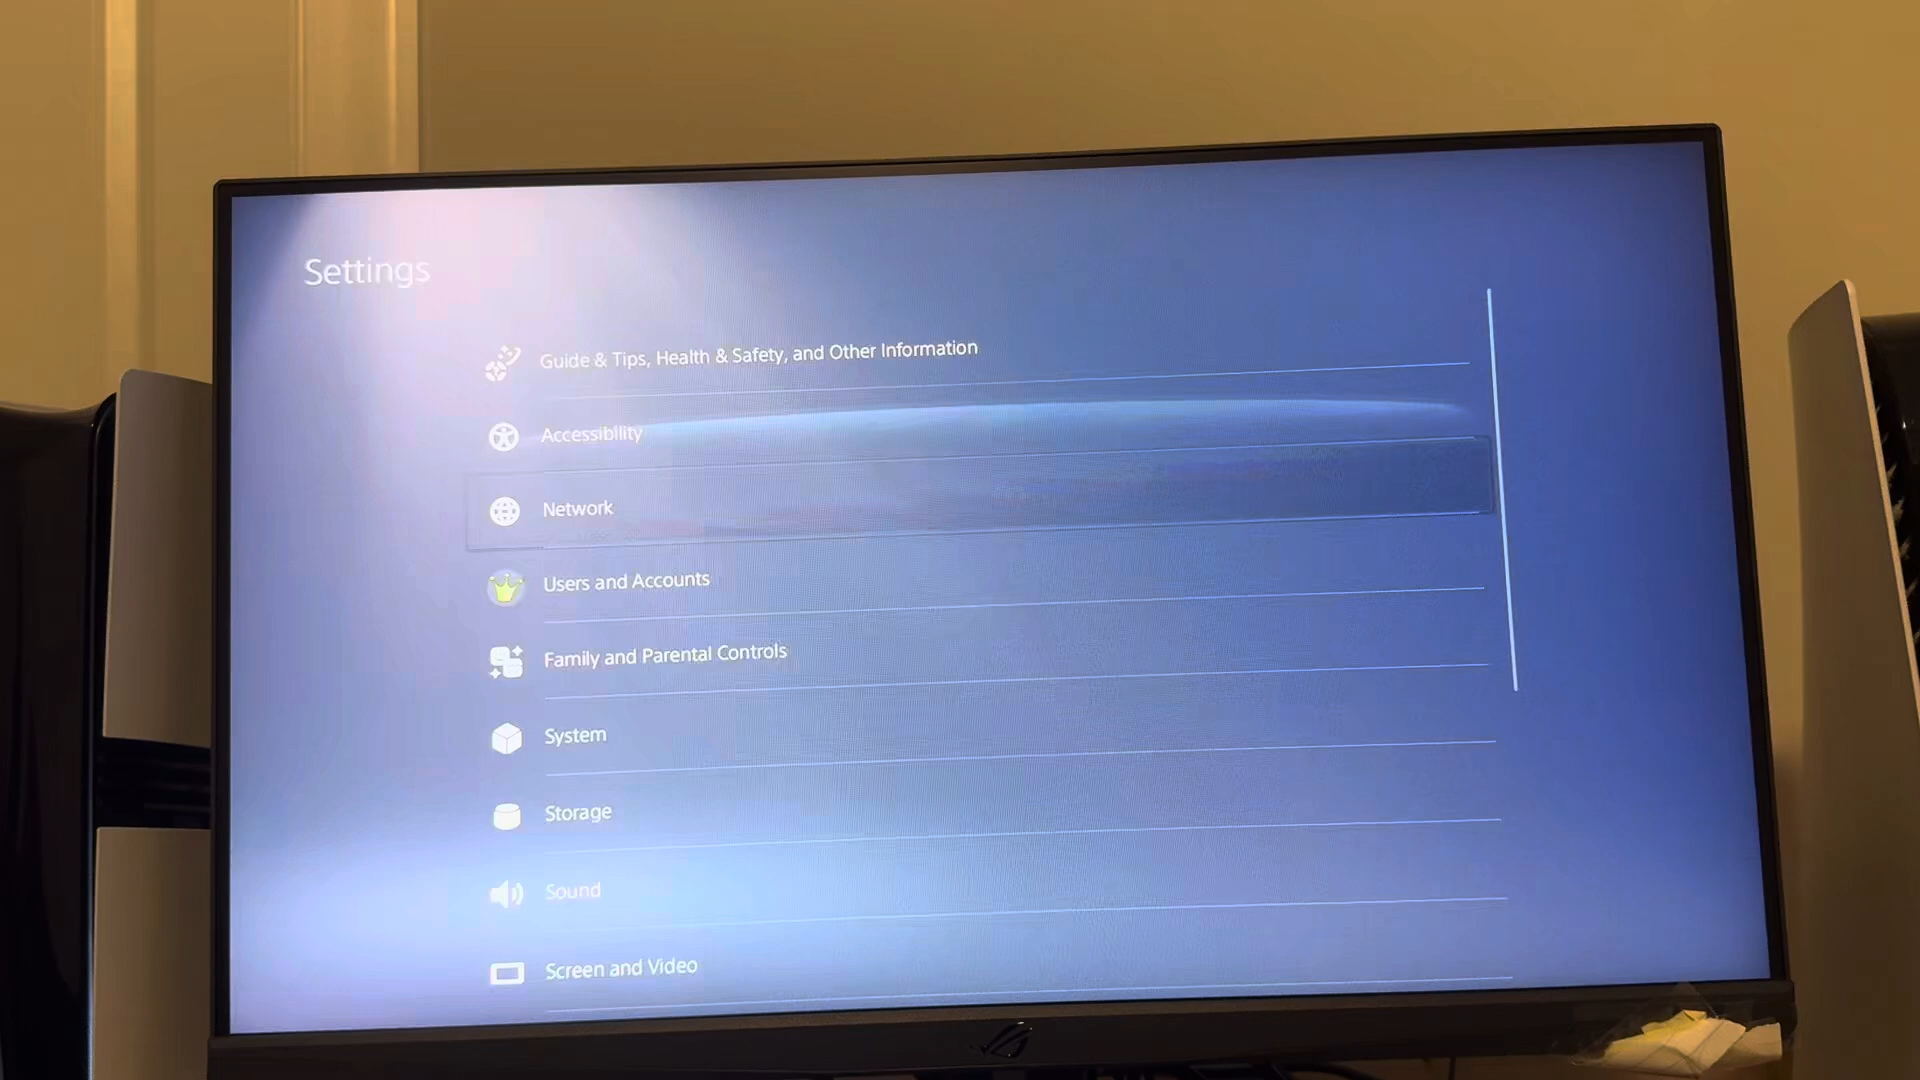 Settings
Guide & Tips, Health & Safety, and Other Information
Accessibility
Network
Users and Accounts
Family and Parental Controls
System
Storage
Sound
Screen and Video